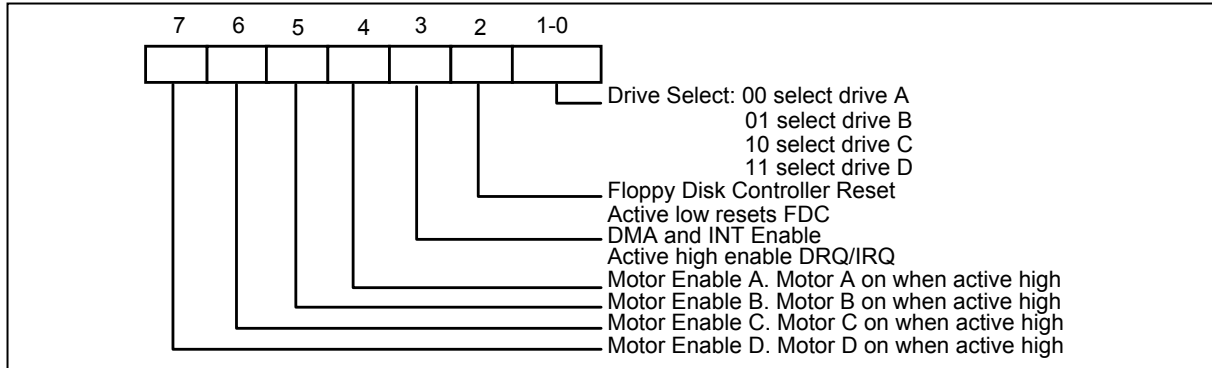 7 6 5 4 3 2 1-0
Drive Select: 00 select drive A
01 select drive B
10 select drive C
11 select drive D
Floppy Disk Controller Reset
Active low resets FDC
DMA and INT Enable
Active high enable DRQ/IRQ
Motor Enable A. Motor A on when active high
Motor Enable B. Motor B on when active high
Motor Enable C. Motor C on when active high
Motor Enable D. Motor D on when active high